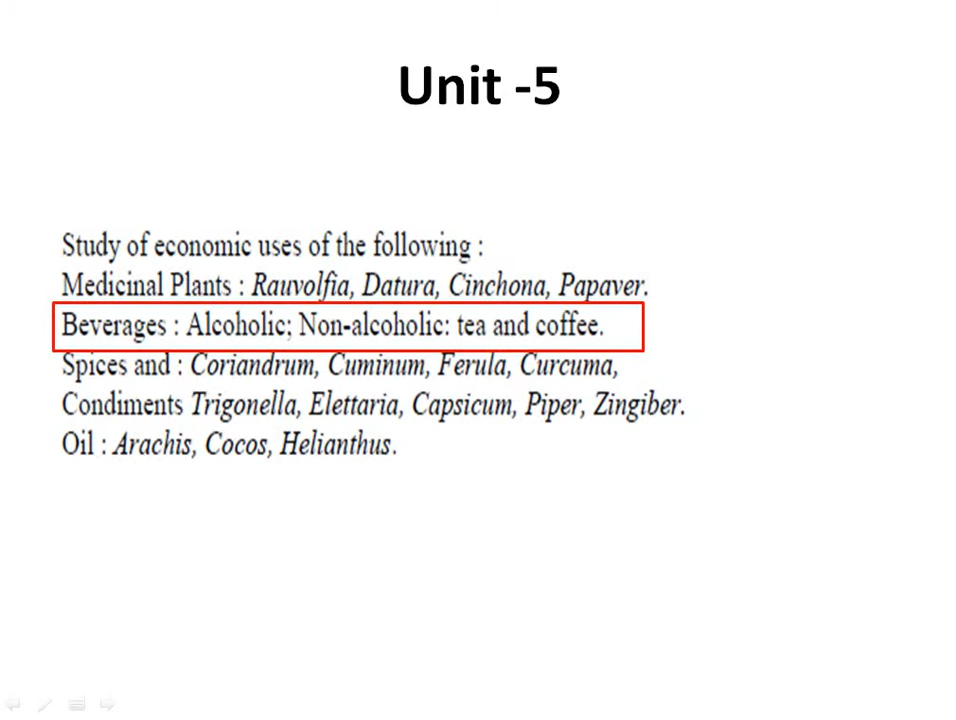 Unit -5
Study of economic uses of the following :
Medicinal Plants : Rauvolfia, Datura, Cinchona, Papaver.
Beverages : Alcoholic; Non-alcoholic: tea and coffee.
Spices and : Coriandrum, Cuminum, Ferula, Curcuma,
Condiments Trigonella, Elettaria, Capsicum, Piper, Zingiber.
Oil : Arachis, Cocos, Helianthus.